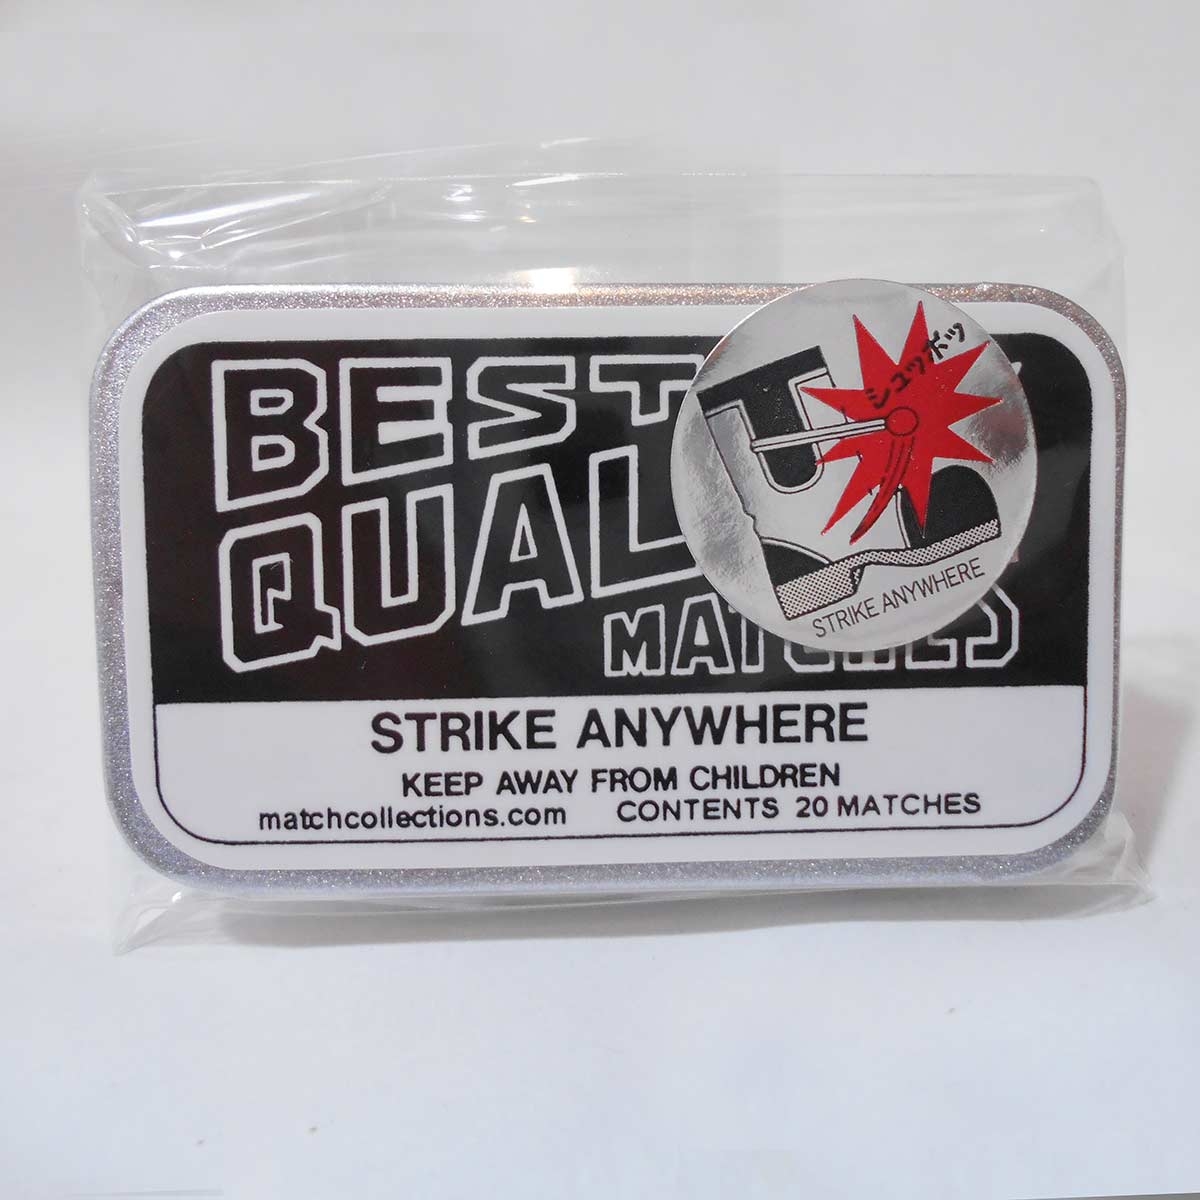 BEST
QUAL
MATCHES
シュッボッ
STRIKE ANYWHERE
STRIKE ANYWHERE
KEEP AWAY FROM CHILDREN
matchcollections.com CONTENTS 20 MATCHES